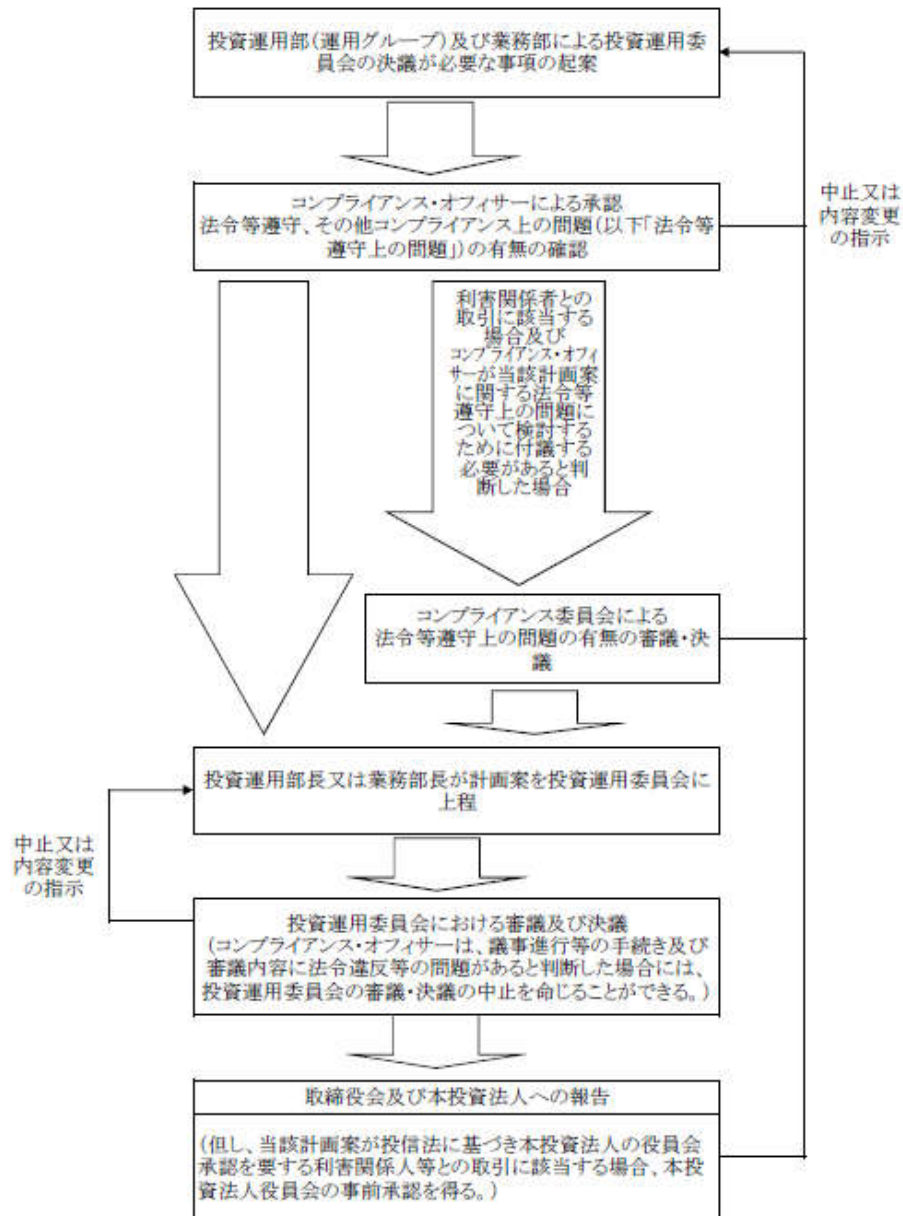 投資運用部(運用グループ)及び業務部による投資運用委
員会の決議が必要な事項の起案
コンプライアンス・オフィサーによる承認
法令等遵守、その他コンプライアンス上の問題(以下「法令等
遵守上の問題」)の有無の確認
中止又は
内容変更
の指示
利害関係者との
取引に該当する
場合及び
コンプライアンス・オフィ
サーが当該計画案
に関する法令等
遵守上の問題に
ついて検討する
ために付議する
必要があると判
断した場合
コンプライアンス委員会による
法令等遵守上の問題の有無の審議・決
議
投資運用部長又は業務部長が計画案を投資運用委員会に
上程
中止又は
内容変更
の指示
投資運用委員会における審議及び決議
(コンプライアンス・オフィサーは、議事進行等の手続き及び
審議内容に法令違反等の問題があると判断した場合には、
投資運用委員会の審議・決議の中止を命じることができる。)
取締役会及び本投資法人への報告
(但し、当該計画案が投信法に基づき本投資法人の役員会
承認を要する利害関係人等との取引に該当する場合、本投
資法人役員会の事前承認を得る。)